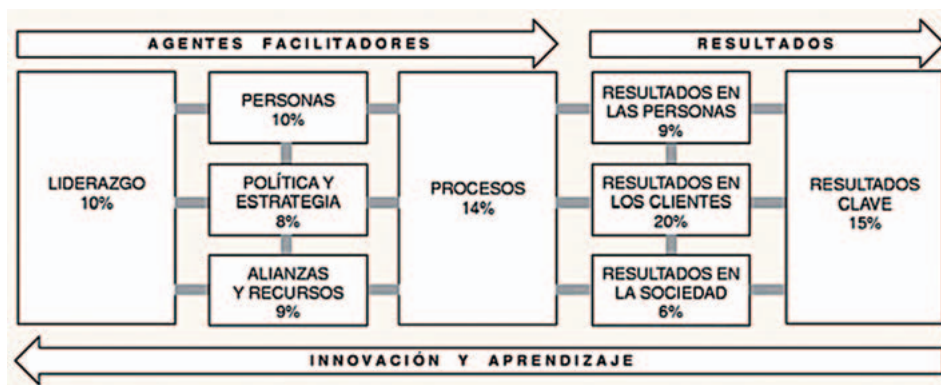 AGENTES FACILITADORES
RESULTADOS
LIDERAZGO
10%
PERSONAS
10%
POLÍTICA Y
ESTRATEGIA
8%
ALIANZAS
Y RECURSOS
9%
PROCESOS
14%
RESULTADOS EN
LAS PERSONAS
9%
RESULTADOS EN
LOS CLIENTES
20%
RESULTADOS EN
LA SOCIEDAD
6%
RESULTADOS
CLAVE
15%
INNOVACIÓN Y APRENDIZAJE